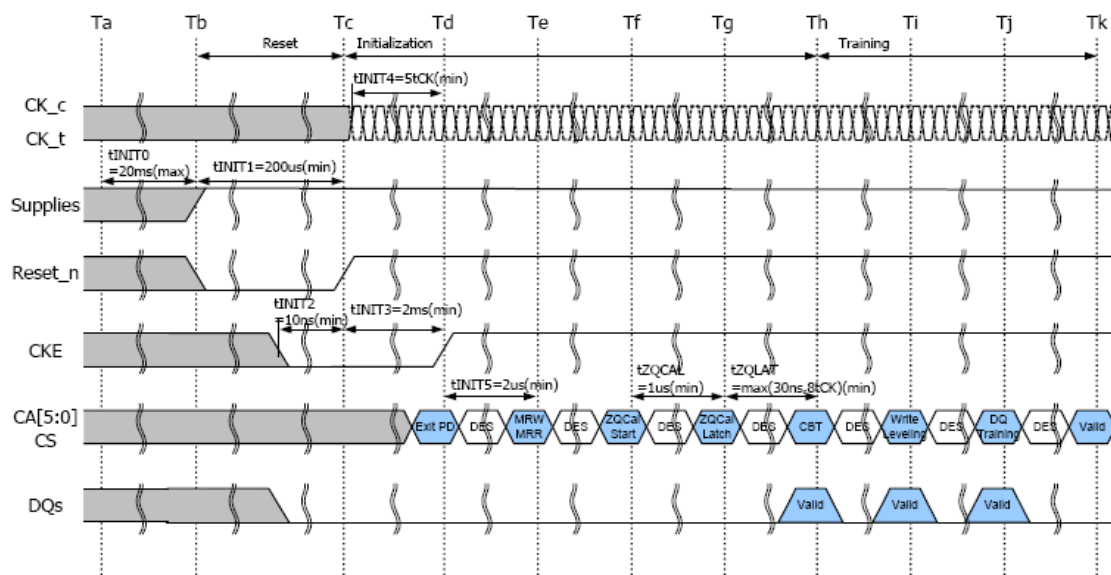 Ta Tb Tc Td Te Tf Tg Th Ti Tj Tk
Reset Initialization Training
tINIT4=5tCK(min)
CK_c
CK_t
tINIT0
=20ms(max)
tINIT1=200us(min)
Supplies
Reset_n
tINIT2
=10ns(min)
tINIT3=2ms(min)
CKE
tINIT5=2us(min)
tZQCAL
=1us(min)
tZQLAT
=max(30ns,8tCK)(min)
CA[5:0]
CS
Exit PD
DES
MRW
MRR
DES
ZQCal
Start
DES
ZQCal
Latch
DES
CBT
DES
Write
Leveling
DES
DQ
Training
DES
Valid
DQs
Valid
Valid
Valid